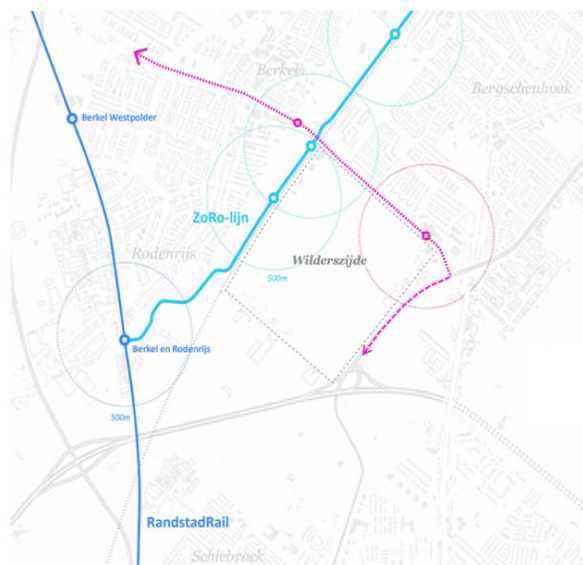 Berkel
Bergschenhoek
Berkel Westpolder
ZoRo-lijn
Rodenrijs
Wilderszijde
500m
Berkel en Rodenrijs
500m
RandstadRail
Schiebroek